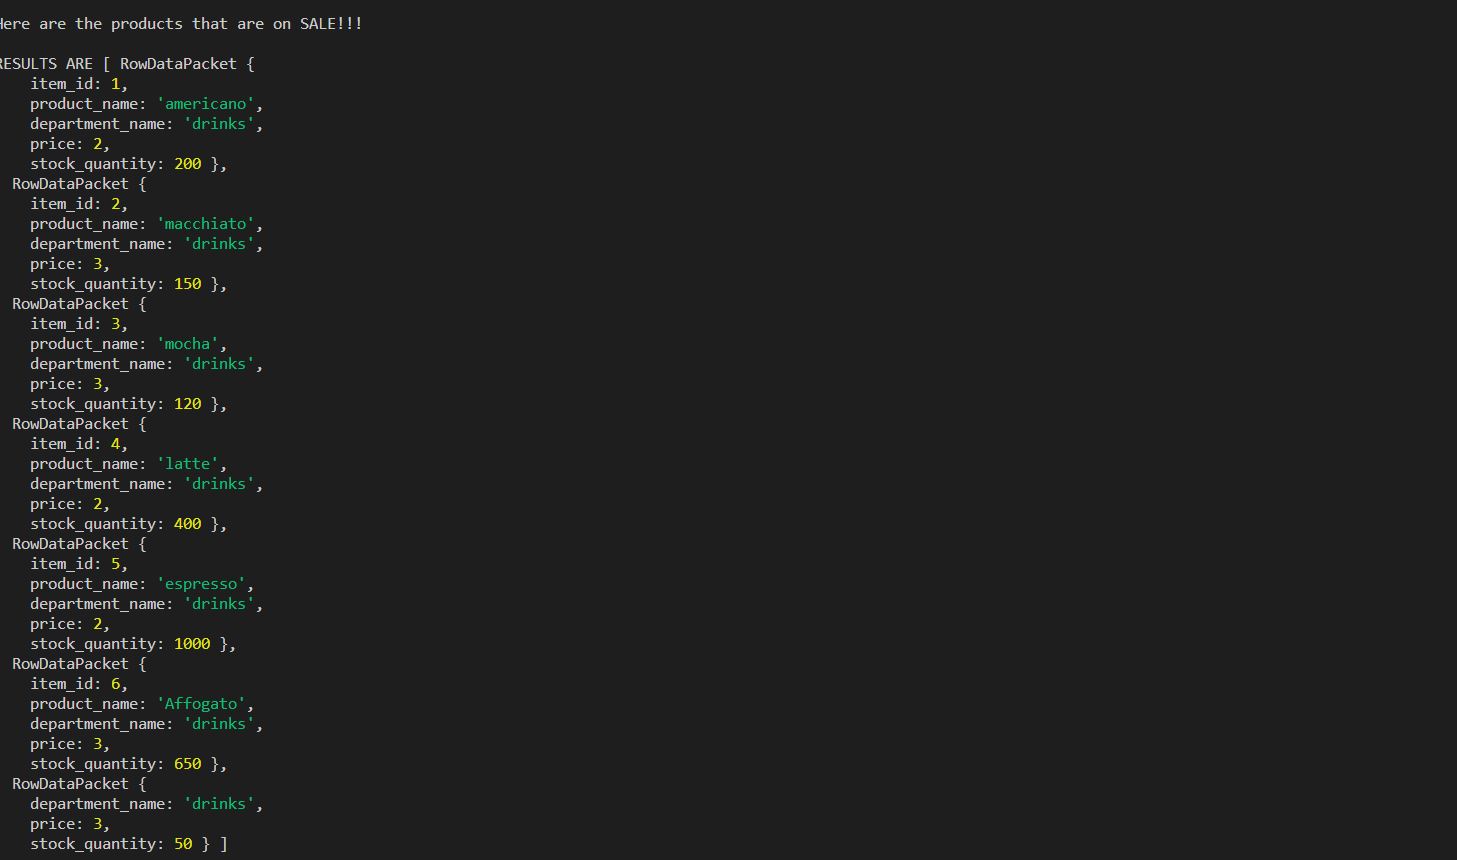 Here are the products that are on SALE!!!
RESULTS ARE [ RowDataPacket {
item_id: 1,
product_name: 'americano',
department_name: 'drinks',
price: 2,
stock_quantity: 200 },
RowDataPacket {
item_id: 2,
product_name: 'macchiato',
department_name: 'drinks',
price: 3,
stock_quantity: 150 },
RowDataPacket {
item_id: 3,
product_name: 'mocha',
department_name: 'drinks',
price: 3,
stock_quantity: 120 },
RowDataPacket {
item_id: 4,
product_name: 'latte',
department_name: 'drinks',
price: 2,
stock_quantity: 400 },
RowDataPacket {
item_id: 5,
product_name: 'espresso',
department_name: 'drinks',
price: 2,
stock_quantity: 1000 },
RowDataPacket {
item_id: 6,
product_name: 'Affogato',
department_name: 'drinks',
price: 3,
stock_quantity: 650 },
RowDataPacket {
department_name: 'drinks',
price: 3,
stock_quantity: 50 } ]